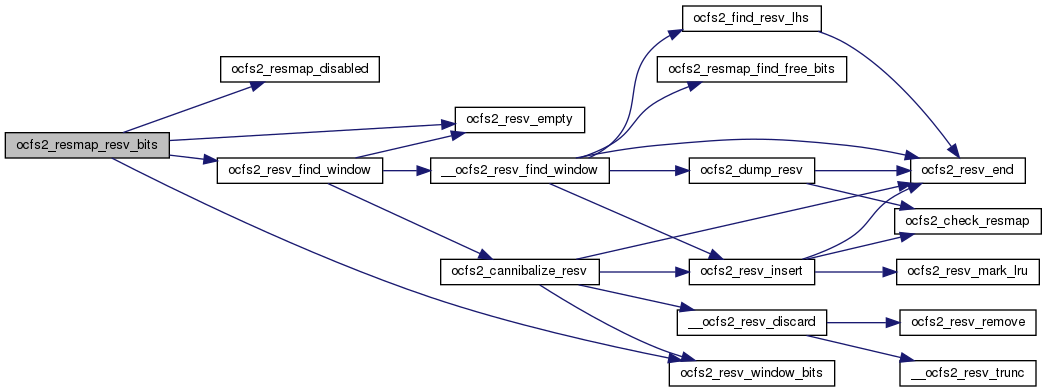 ocfs2_resmap_resv_bits
ocfs2_resmap_disabled
ocfs2_resv_empty
ocfs2_resv_find_window
__ocfs2_resv_find_window
ocfs2_cannibalize_resv
ocfs2_find_resv_lhs
ocfs2_resmap_find_free_bits
ocfs2_dump_resv
ocfs2_resv_insert
__ocfs2_resv_discard
ocfs2_resv_window_bits
ocfs2_resv_end
ocfs2_check_resmap
ocfs2_resv_mark_lru
ocfs2_resv_remove
__ocfs2_resv_trunc